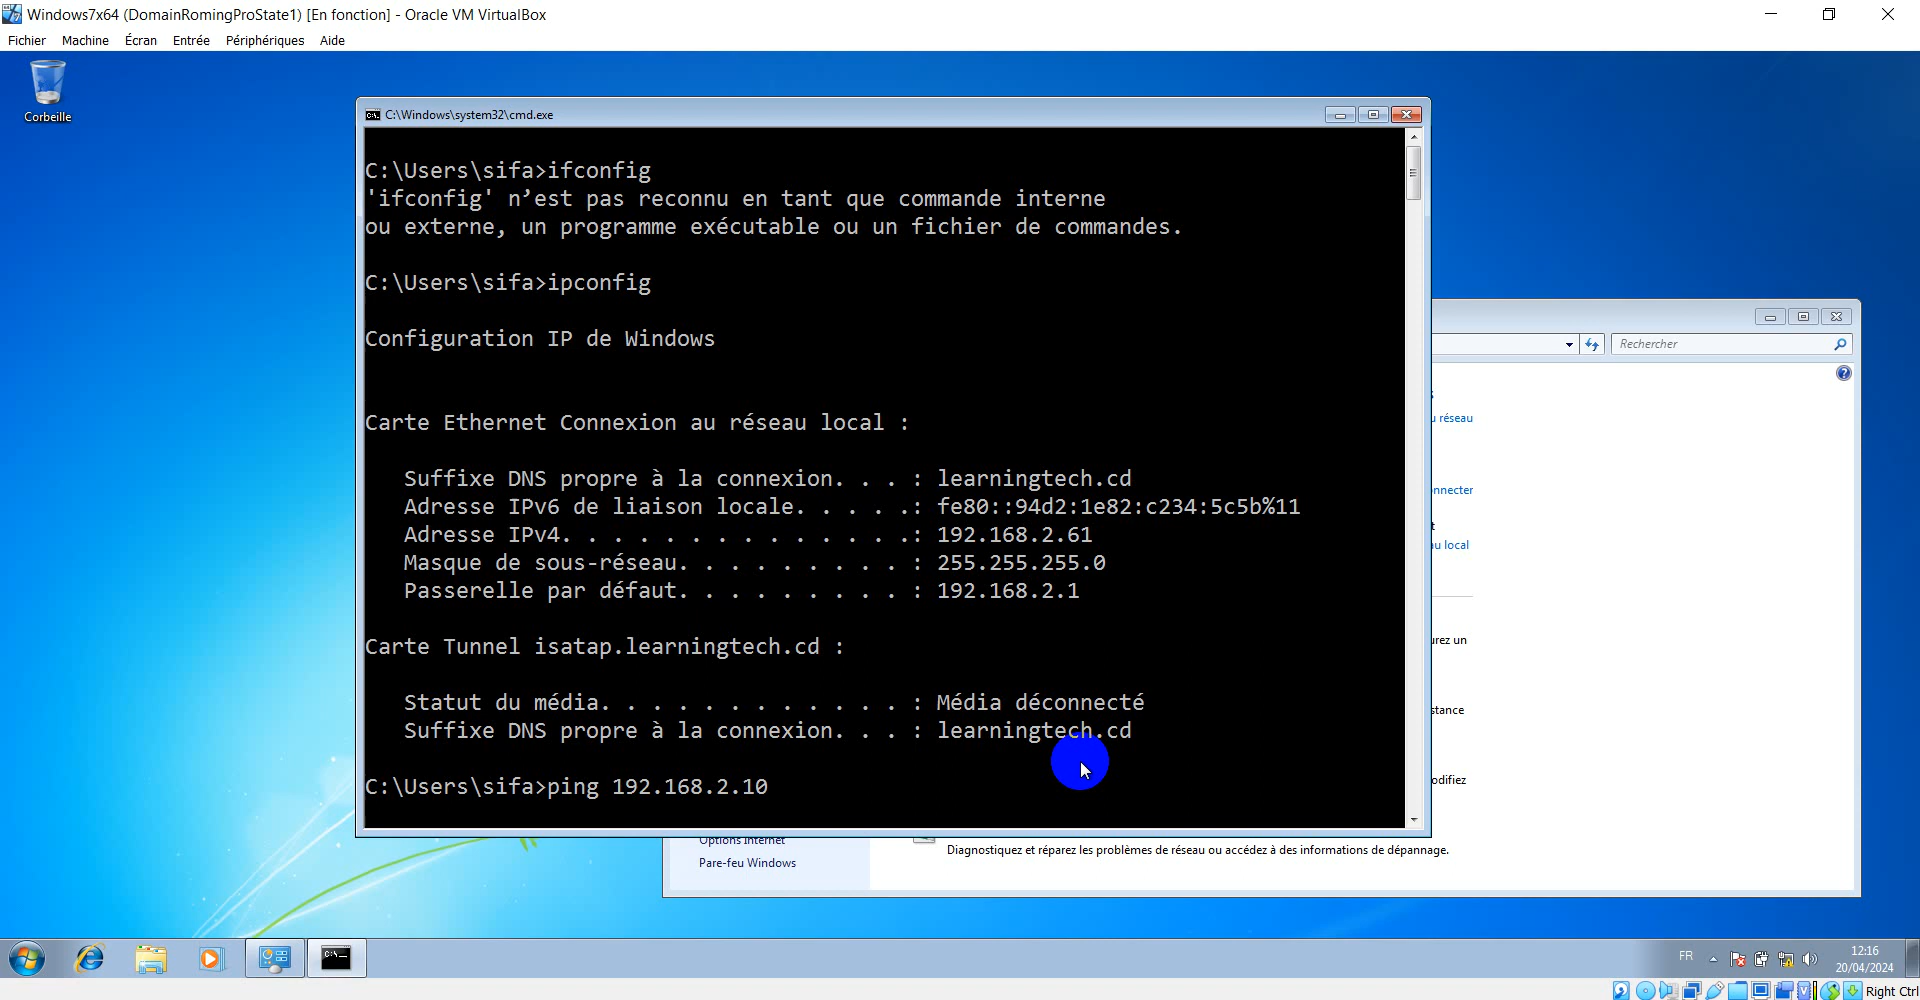 Windows7x64 (DomainRomingProState1) [En fonction] - Oracle VM VirtualBox
Fichier Machine Écran Entrée Périphériques Aide
Corbeille
C:\Windows\system32\cmd.exe
C:\Users\sifa>ifconfig
'ifconfig' n’est pas reconnu en tant que commande interne
ou externe, un programme exécutable ou un fichier de commandes.
C:\Users\sifa>ipconfig
Configuration IP de Windows
Carte Ethernet Connexion au réseau local :
Suffixe DNS propre à la connexion. . . : learningtech.cd
Adresse IPv6 de liaison locale. . . . .: fe80::94d2:1e82:c234:5c5b%11
Adresse IPv4. . . . . . . . . . . . . .: 192.168.2.61
Masque de sous-réseau. . . . . . . . . : 255.255.255.0
Passerelle par défaut. . . . . . . . . : 192.168.2.1
Carte Tunnel isatap.learningtech.cd :
Statut du média. . . . . . . . . . . . : Média déconnecté
Suffixe DNS propre à la connexion. . . : learningtech.cd
C:\Users\sifa>ping 192.168.2.10
Rechercher
réseau
nnecter
t
u local
urez un
stance
odifiez
Options Internet
Pare-feu Windows
Diagnostiquez et réparez les problèmes de réseau ou accédez à des informations de dépannage.
C:\
FR
12:16
20/04/2024
Right Ctrl